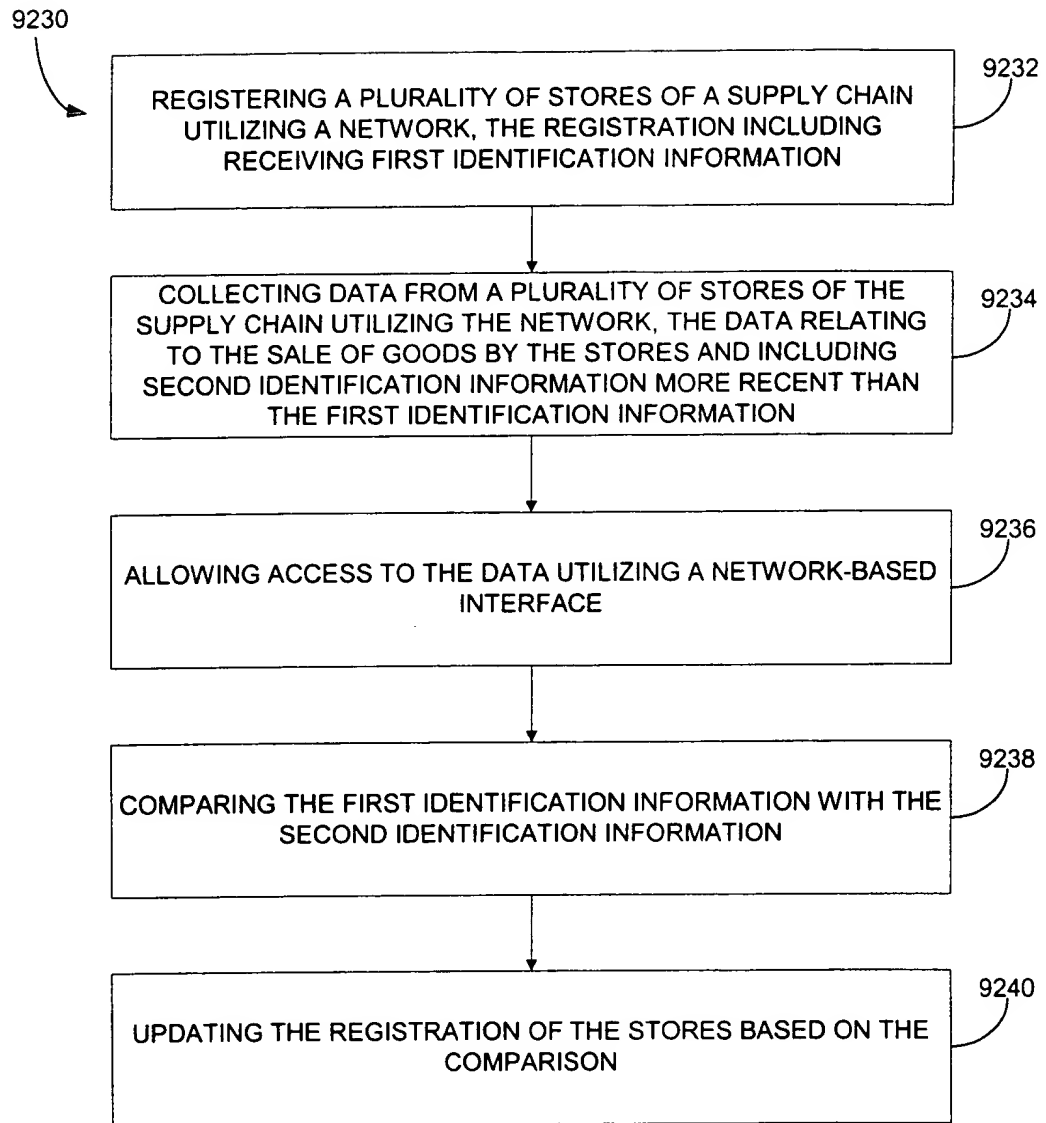 9230
9232
REGISTERING A PLURALITY OF STORES OF A SUPPLY CHAIN
UTILIZING A NETWORK, THE REGISTRATION INCLUDING
RECEIVING FIRST IDENTIFICATION INFORMATION
9234
COLLECTING DATA FROM A PLURALITY OF STORES OF THE
SUPPLY CHAIN UTILIZING THE NETWORK, THE DATA RELATING
TO THE SALE OF GOODS BY THE STORES AND INCLUDING
SECOND IDENTIFICATION INFORMATION MORE RECENT THAN
THE FIRST IDENTIFICATION INFORMATION
9236
ALLOWING ACCESS TO THE DATA UTILIZING A NETWORK-BASED
INTERFACE
9238
COMPARING THE FIRST IDENTIFICATION INFORMATION WITH THE
SECOND IDENTIFICATION INFORMATION
9240
UPDATING THE REGISTRATION OF THE STORES BASED ON THE
COMPARISON